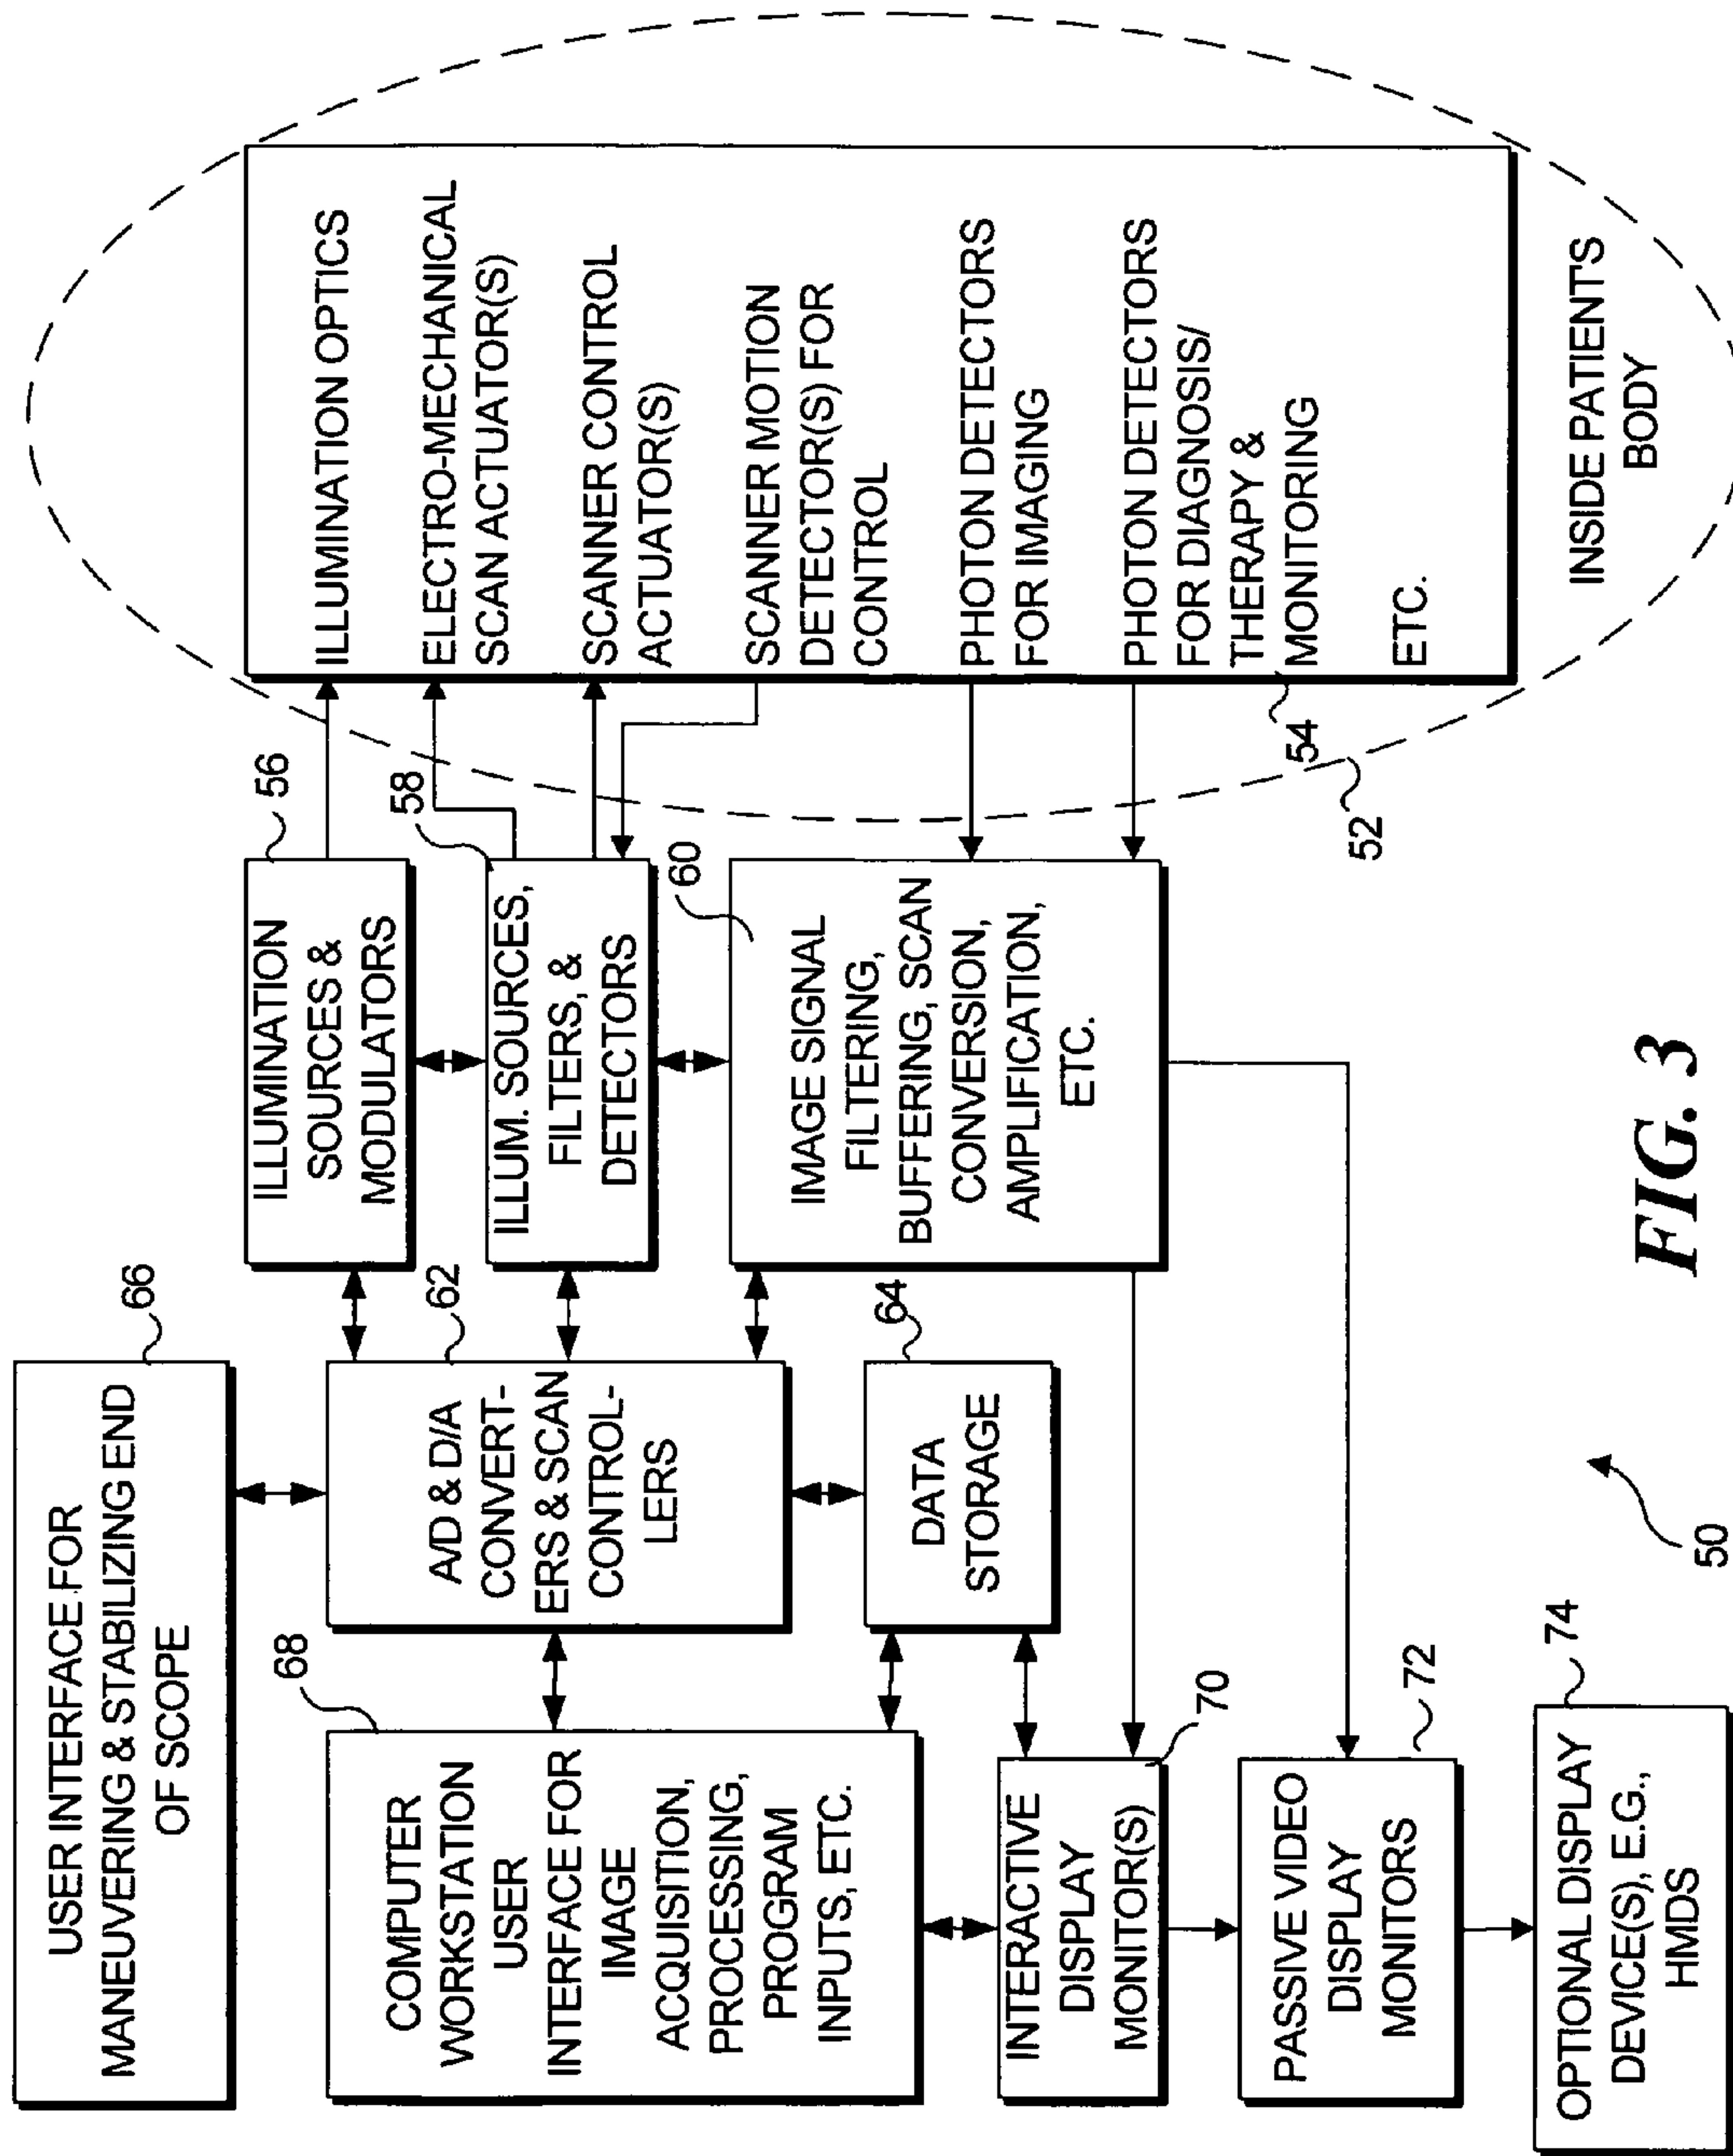 USER INTERFACE FOR
MANEUVERING & STABILIZING END
OF SCOPE
66
68
COMPUTER
WORKSTATION
USER
INTERFACE FOR
IMAGE
ACQUISITION,
PROCESSING,
PROGRAM
INPUTS, ETC.
62
A/D & D/A
CONVERT-
ERS & SCAN
CONTROL-
LERS
64
DATA
STORAGE
56
ILLUMINATION
SOURCES &
MODULATORS
58
ILLUM. SOURCES,
FILTERS, &
DETECTORS
60
IMAGE SIGNAL
FILTERING,
BUFFERING, SCAN
CONVERSION,
AMPLIFICATION,
ETC.
ILLUMINATION OPTICS
ELECTRO-MECHANICAL
SCAN ACTUATOR(S)
SCANNER CONTROL
ACTUATOR(S)
SCANNER MOTION
DETECTOR(S) FOR
CONTROL
PHOTON DETECTORS
FOR IMAGING
PHOTON DETECTORS
FOR DIAGNOSIS/
THERAPY &
MONITORING
ETC.
54
52
INSIDE PATIENTS
BODY
70
INTERACTIVE
DISPLAY
MONITOR(S)
72
PASSIVE VIDEO
DISPLAY
MONITORS
74
OPTIONAL DISPLAY
DEVICE(S), E.G.,
HMDS
50
FIG. 3